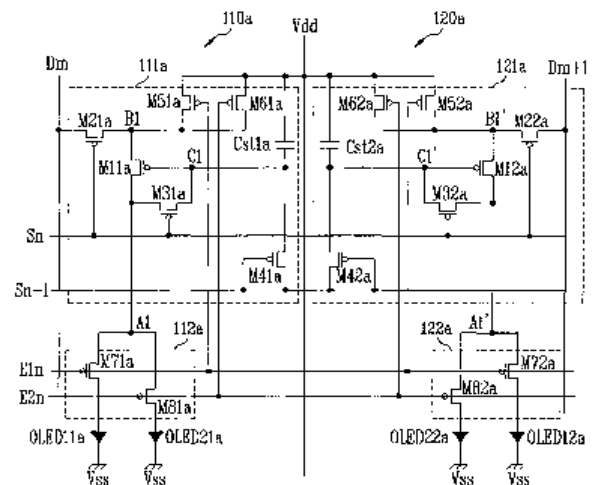 110a
120a
Vdd
Dm
111a
121a
Dm+1
M51a
M61a
M62a
M52a
M21a
B1
B1'
M22a
Cst1a
Cst2a
M11a
C1
C1'
M12a
M31a
M32a
Sn
M41a
M42a
Sn-1
A1
112a
122a
A1'
M71a
M72a
E1n
M81a
M82a
E2n
OLED11a
OLED21a
OLED22a
OLED12a
Vss
Vss
Vss
Vss